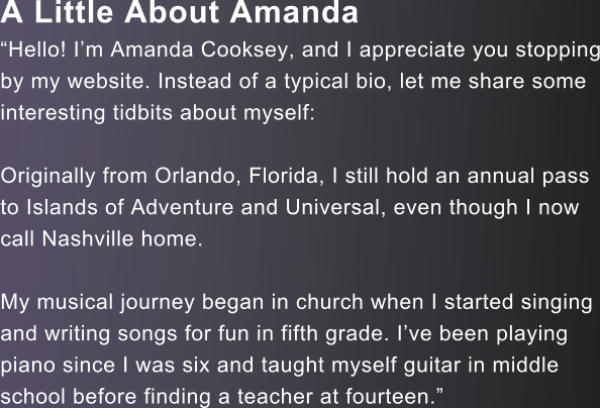 A Little About Amanda
“Hello! I’m Amanda Cooksey, and I appreciate you stopping
by my website. Instead of a typical bio, let me share some
interesting tidbits about myself:
Originally from Orlando, Florida, I still hold an annual pass
to Islands of Adventure and Universal, even though I now
call Nashville home.
My musical journey began in church when I started singing
and writing songs for fun in fifth grade. I’ve been playing
piano since I was six and taught myself guitar in middle
school before finding a teacher at fourteen.”